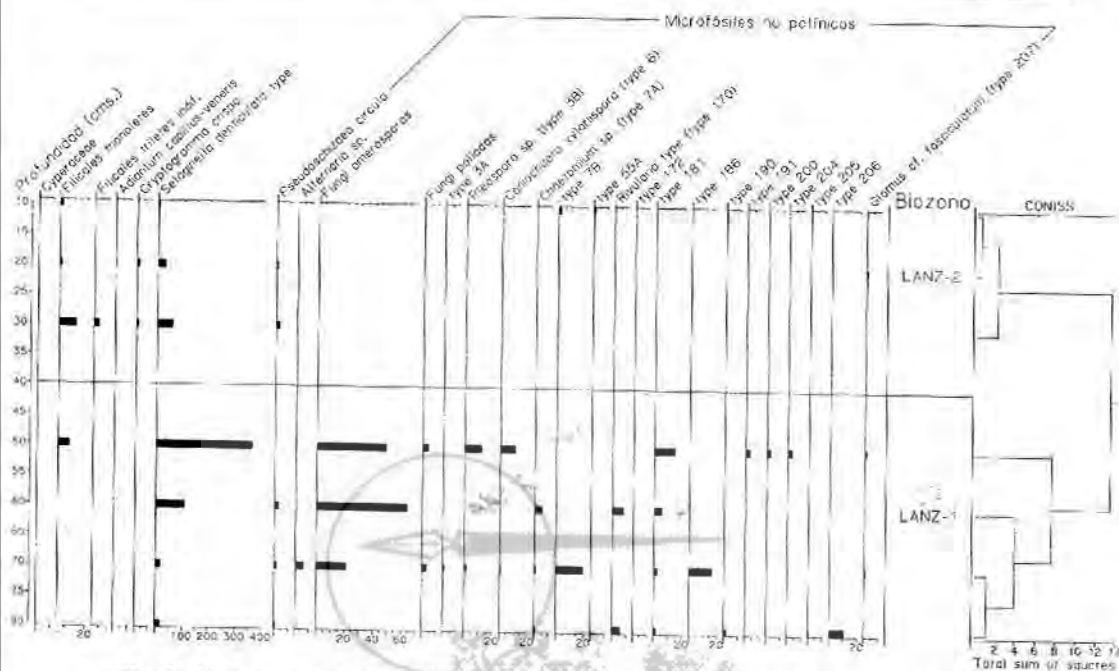 Microfósiles no polínicos
Profundidad (cms.)
Cyperaceae
Filicales monoletes
Filicales triletes indif.
Adiantum capillus-veneris
Cryptogramma crispa
Selaginella denticulata type
Pseudoschizaea circula
Alternaria sp.
Fungi amerosporas
Fungi poliadas
type 3A
Pleospora sp. (type 3B)
Coniochaeta xylariispora (type 6)
Chaetomium sp. (type 7A)
type 7B
type 55A
Rivularia type (type 170)
type 172
type 181
type 186
type 190
type 191
type 200
type 204
type 205
type 206
Glomus cf. fasciculatum (type 207)
Biozona
CONISS
10
15
20
25
30
35
40
45
50
55
60
65
70
75
80
LANZ-2
LANZ-1
20
100 200 300 400
20 40 60
20
20
20
20
20
20
2 4 6 8 10 12
Total sum of squares